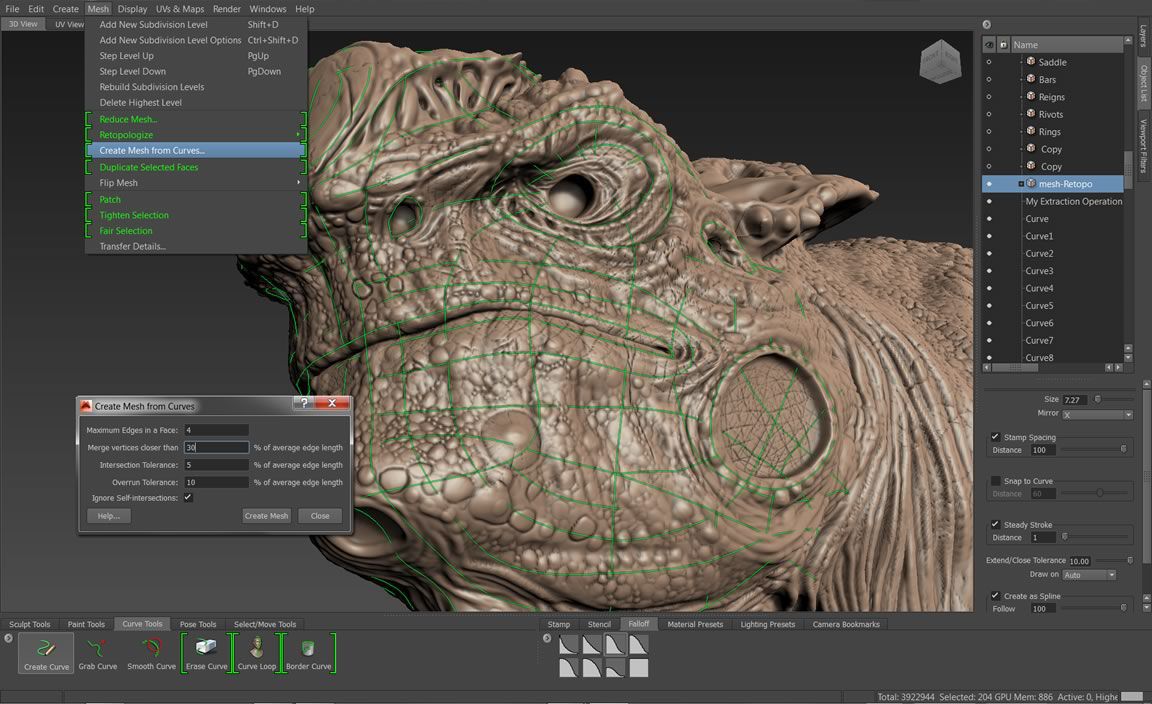 File Edit Create Mesh Display UVs & Maps Render Windows Help
3D View UV View
Add New Subdivision Level Shift+D
Add New Subdivision Level Options Ctrl+Shift+D
Step Level Up PgUp
Step Level Down PgDown
Rebuild Subdivision Levels
Delete Highest Level
Reduce Mesh...
Retopologize
Create Mesh from Curves...
Duplicate Selected Faces
Flip Mesh
Patch
Tighten Selection
Fair Selection
Transfer Details...
Create Mesh from Curves
Maximum Edges in a Face: 4
Merge vertices closer than 30 % of average edge length
Intersection Tolerance: 5 % of average edge length
Overrun Tolerance: 10 % of average edge length
Ignore Self-intersections:
Help... Create Mesh Close
Name
Saddle
Bars
Reigns
Rivots
Rings
Copy
Copy
mesh-Retopo
My Extraction Operation
Curve
Curve1
Curve2
Curve3
Curve4
Curve5
Curve6
Curve7
Curve8
Layers
Object List
Viewport Filters
Size 7.27
Mirror X
Stamp Spacing
Distance 100
Snap to Curve
Distance 60
Steady Stroke
Distance 1
Extend/Close Tolerance 10.00
Draw on Auto
Create as Spline
Follow 100
Sculpt Tools Paint Tools Curve Tools Pose Tools Select/Move Tools
Create Curve Grab Curve Smooth Curve Erase Curve Curve Loop Border Curve
Stamp Stencil Falloff Material Presets Lighting Presets Camera Bookmarks
Total: 3922944 Selected: 204 GPU Mem: 886 Active: 0, Highe